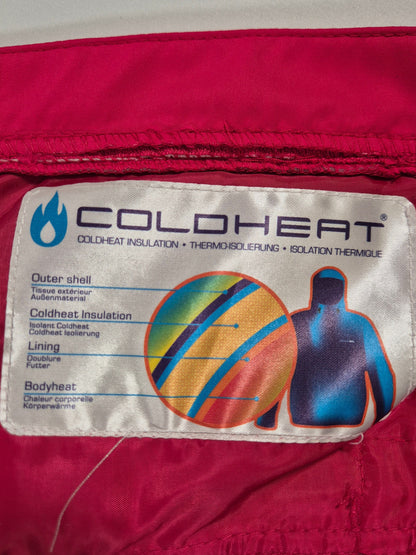 COLDHEAT®
COLDHEAT INSULATION • THERMO-ISOLIERUNG • ISOLATION THERMIQUE
Outer shell
Tissue extérieur
Außenmaterial
Coldheat Insulation
Isolant Coldheat
Coldheat Isolierung
Lining
Doublure
Futter
Bodyheat
Chaleur corporelle
Körperwärme